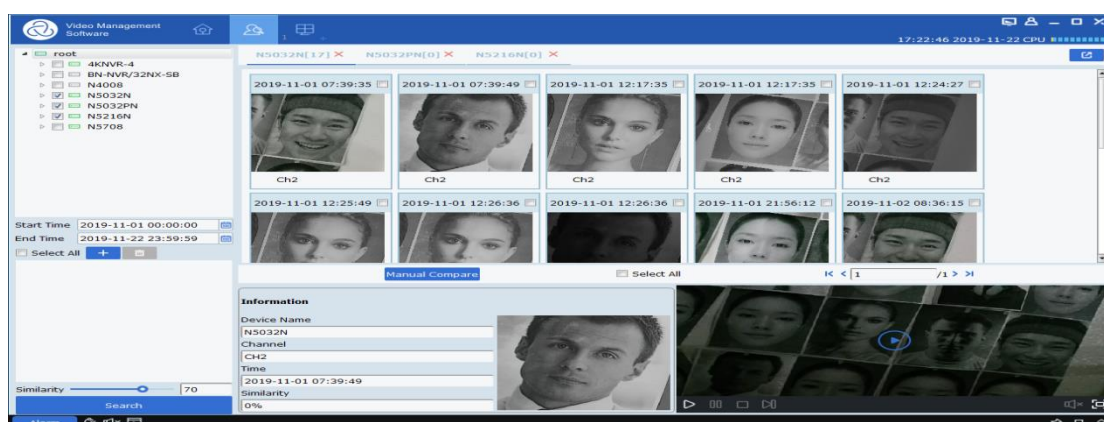 Video Management
Software
1
17:22:46 2019-11-22 CPU
root
4KNVR-4
BN-NVR/32NX-SB
N4008
N5032N
N5032PN
N5216N
N5708
Start Time 2019-11-01 00:00:00
End Time 2019-11-22 23:59:59
Select All
Similarity 70
Search
N5032N[17] N5032PN[0] N5216N[0]
2019-11-01 07:39:35 2019-11-01 07:39:49 2019-11-01 12:17:35 2019-11-01 12:17:35 2019-11-01 12:24:27
Ch2 Ch2 Ch2 Ch2 Ch2
2019-11-01 12:25:49 2019-11-01 12:26:36 2019-11-01 12:26:36 2019-11-01 21:56:12 2019-11-02 08:36:15
Manual Compare Select All 1 /1
Information
Device Name
N5032N
Channel
CH2
Time
2019-11-01 07:39:49
Similarity
0%